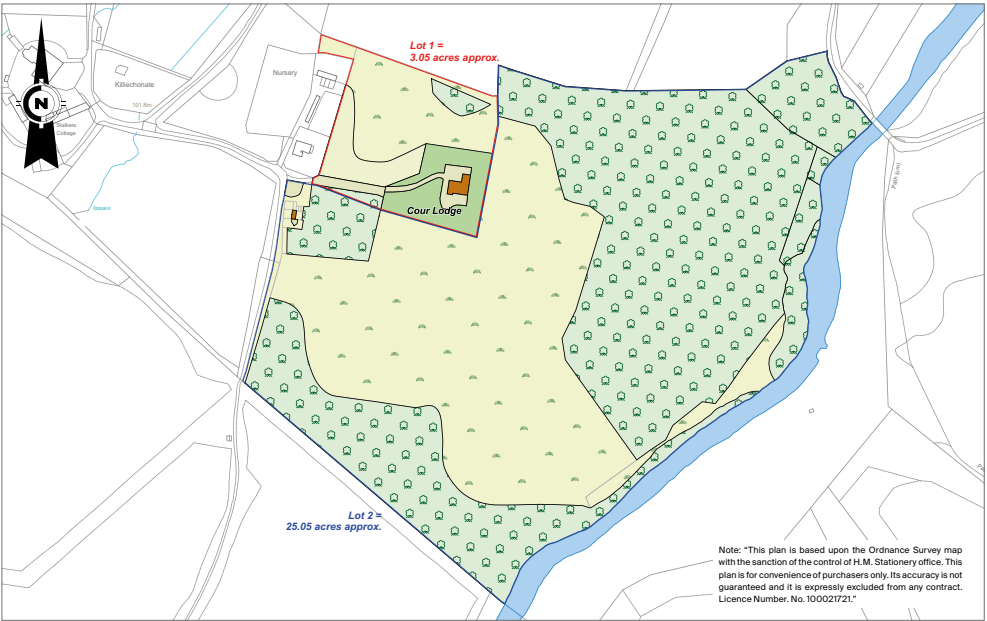 Lot 1 =
3.05 acres approx.
Nursery
Killiechonate
101.8m
N
Stalkers
Cottage
Issues
Cour Lodge
Path (um)
Lot 2 =
25.05 acres approx.
Note: “This plan is based upon the Ordnance Survey map
with the sanction of the control of H.M. Stationery office. This
plan is for convenience of purchasers only. Its accuracy is not
guaranteed and it is expressly excluded from any contract.
Licence Number. No. 100021721.”